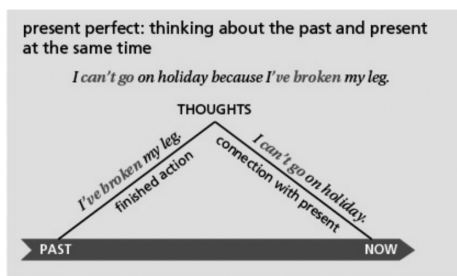 present perfect: thinking about the past and present
at the same time
I can't go on holiday because I've broken my leg.
THOUGHTS
I've broken my leg.
finished action
I can't go on holiday.
connection with present
PAST
NOW